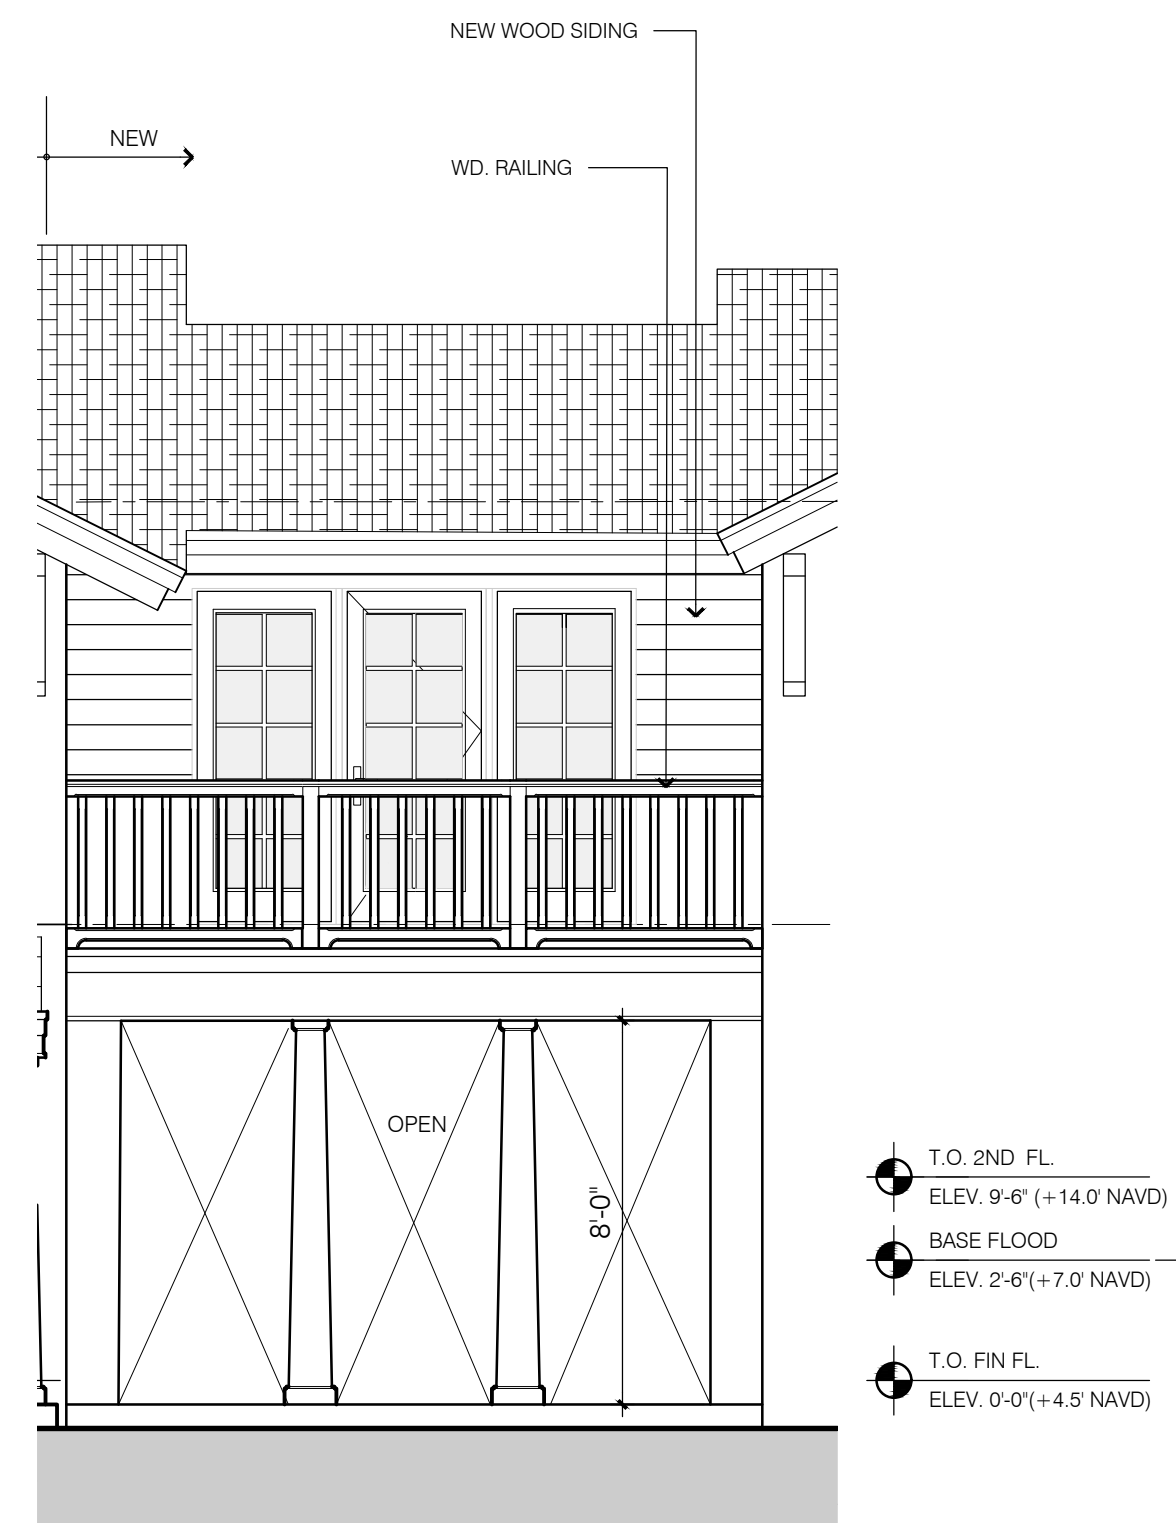 NEW WOOD SIDING
NEW
WD. RAILING
OPEN
8'-0"
T.O. 2ND FL.
ELEV. 9'-6" (+14.0' NAVD)
BASE FLOOD
ELEV. 2'-6"(+7.0' NAVD)
T.O. FIN FL.
ELEV. 0'-0"(+4.5' NAVD)